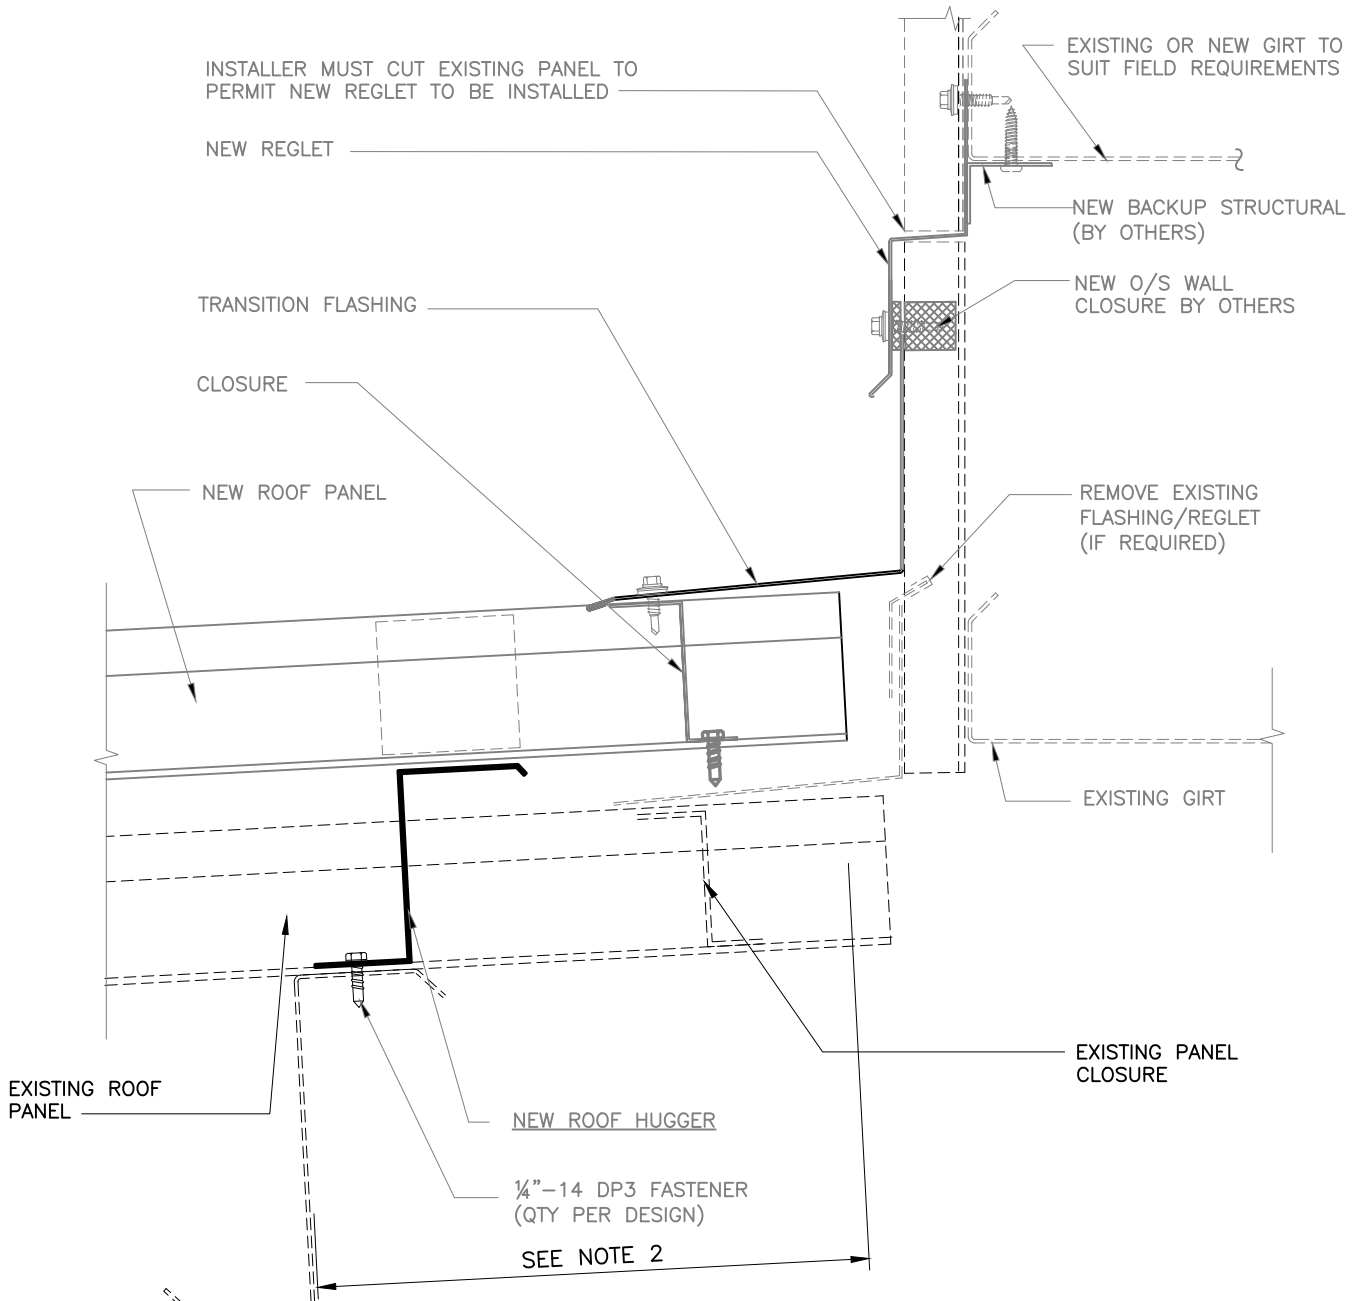 INSTALLER MUST CUT EXISTING PANEL TO
PERMIT NEW REGLET TO BE INSTALLED
NEW REGLET
TRANSITION FLASHING
CLOSURE
NEW ROOF PANEL
EXISTING OR NEW GIRT TO
SUIT FIELD REQUIREMENTS
NEW BACKUP STRUCTURAL
(BY OTHERS)
NEW O/S WALL
CLOSURE BY OTHERS
REMOVE EXISTING
FLASHING/REGLET
(IF REQUIRED)
EXISTING GIRT
EXISTING PANEL
CLOSURE
EXISTING ROOF
PANEL
NEW ROOF HUGGER
¼"-14 DP3 FASTENER
(QTY PER DESIGN)
SEE NOTE 2